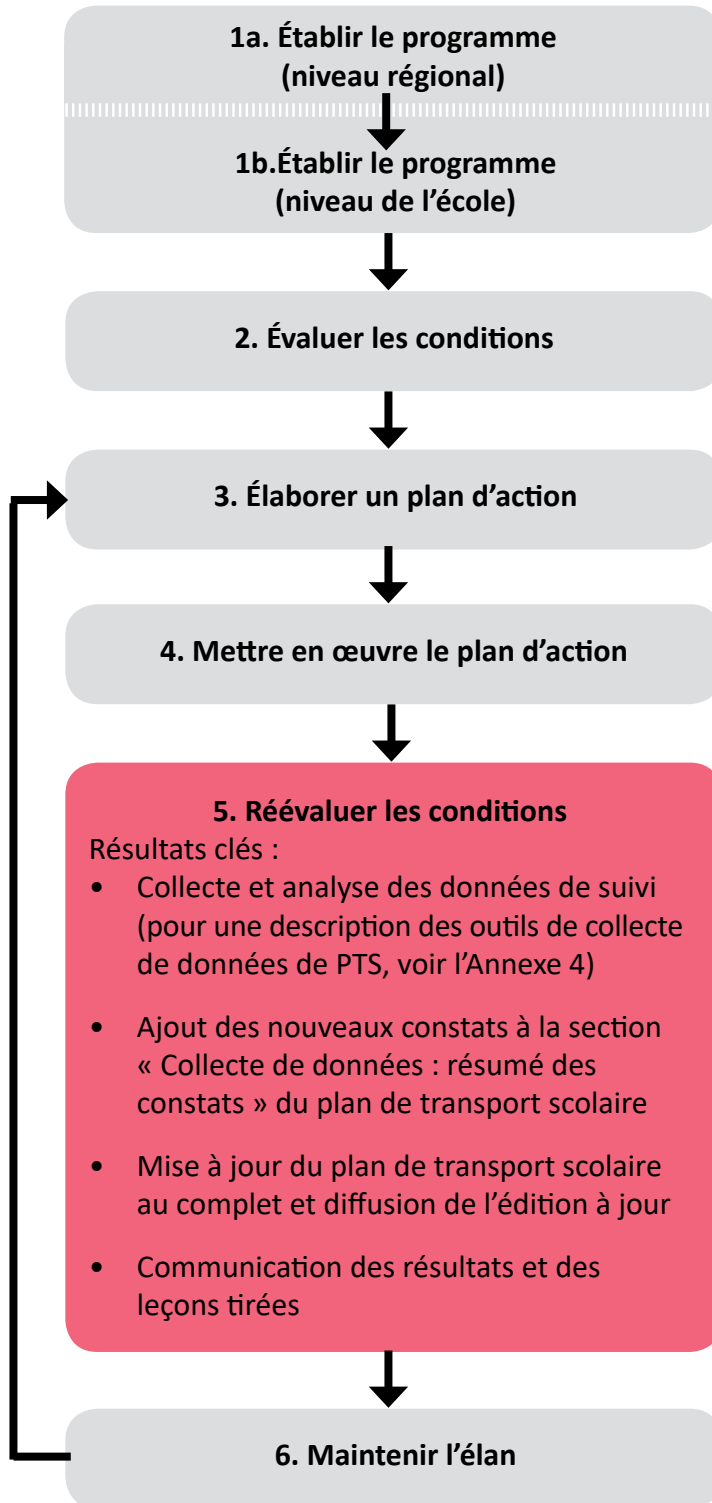 1a. Établir le programme
(niveau régional)
1b.Établir le programme
(niveau de l’école)
2. Évaluer les conditions
3. Élaborer un plan d’action
4. Mettre en œuvre le plan d’action
5. Réévaluer les conditions
Résultats clés :
• Collecte et analyse des données de suivi
(pour une description des outils de collecte
de données de PTS, voir l’Annexe 4)
• Ajout des nouveaux constats à la section
« Collecte de données : résumé des
constats » du plan de transport scolaire
• Mise à jour du plan de transport scolaire
au complet et diffusion de l’édition à jour
• Communication des résultats et des
leçons tirées
6. Maintenir l’élan